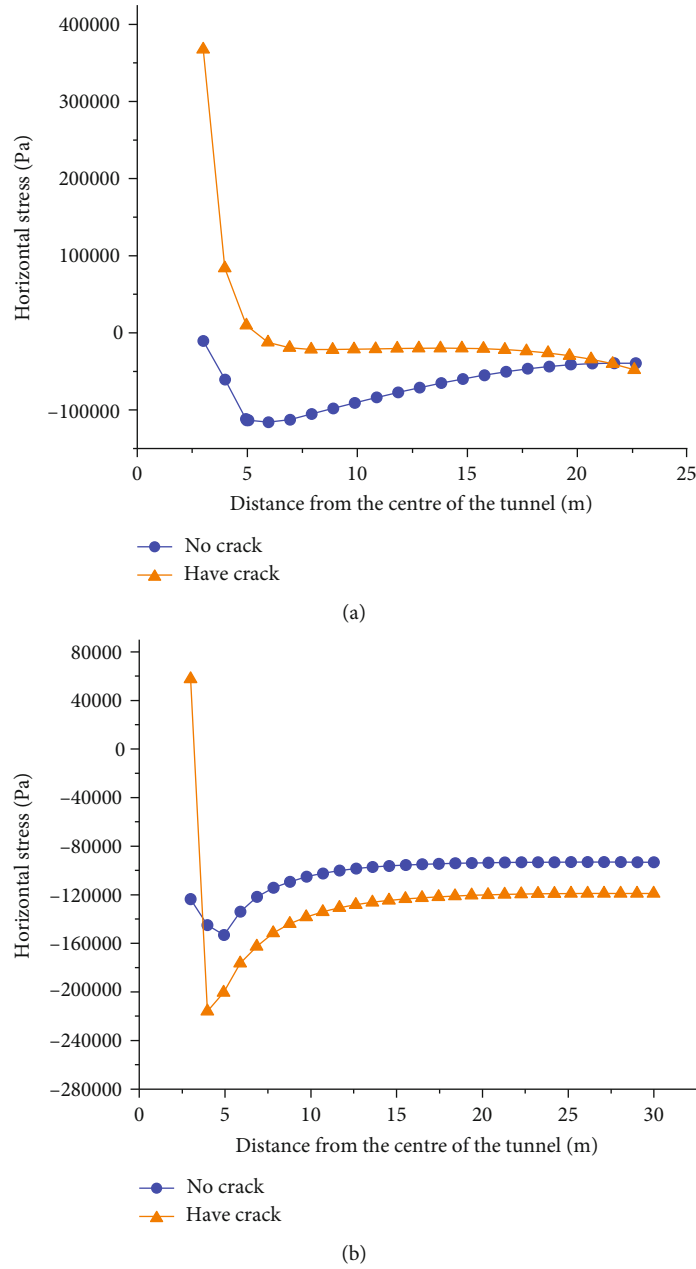 400000
300000
200000
100000
0
−100000
Horizontal stress (Pa)
0 5 10 15 20 25
Distance from the centre of the tunnel (m)
No crack
Have crack
(a)
80000
40000
0
−40000
−80000
−120000
−160000
−200000
−240000
−280000
Horizontal stress (Pa)
0 5 10 15 20 25 30
Distance from the centre of the tunnel (m)
No crack
Have crack
(b)